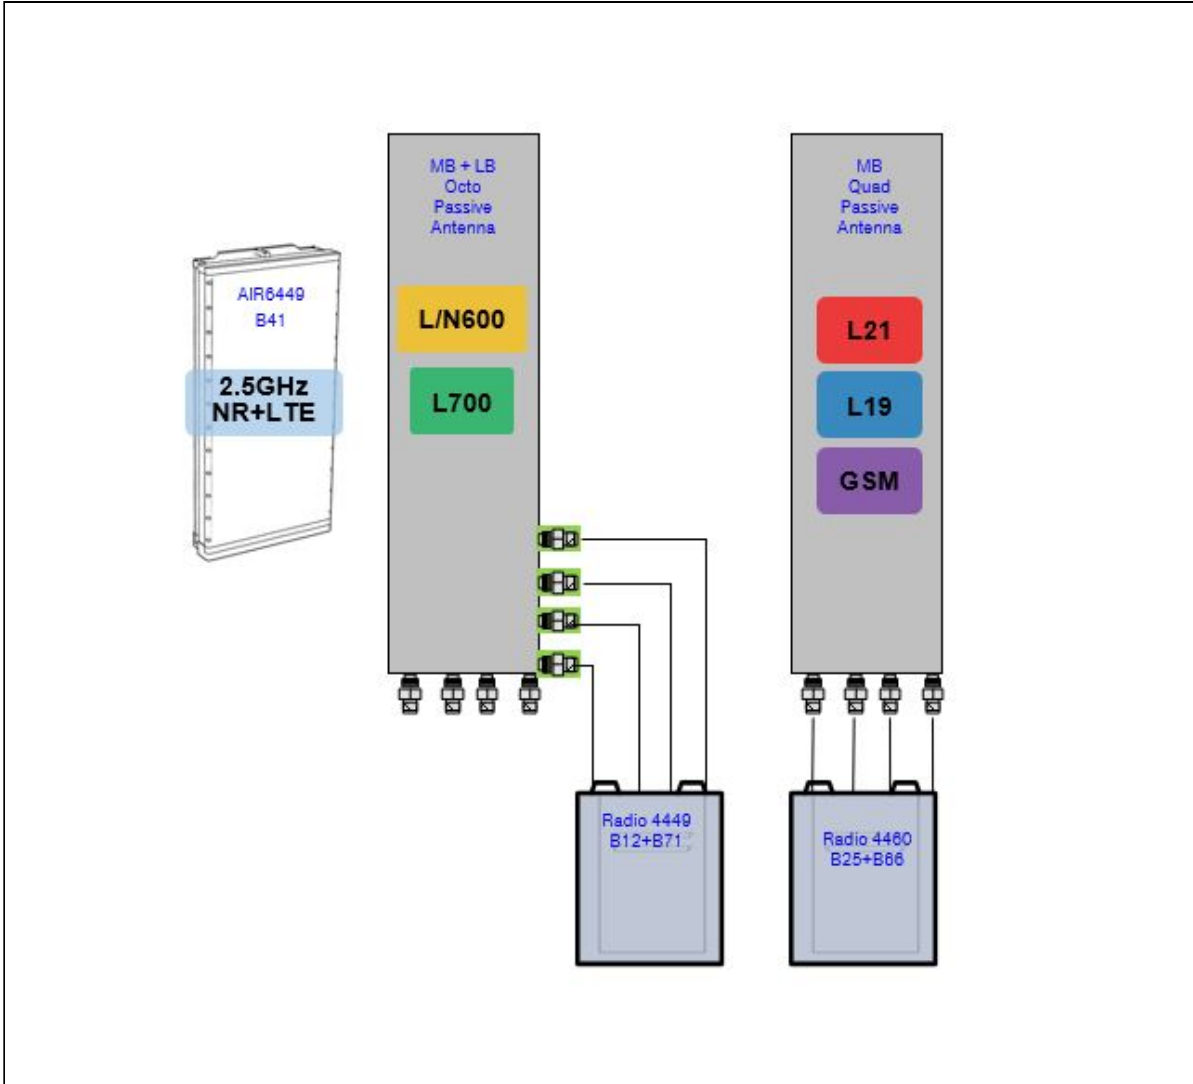 MB + LB
Octo
Passive
Antenna
MB
Quad
Passive
Antenna
AIR6449
B41
2.5GHz
NR+LTE
L/N600
L700
L21
L19
GSM
Radio 4449
B12+B71
Radio 4460
B25+B66